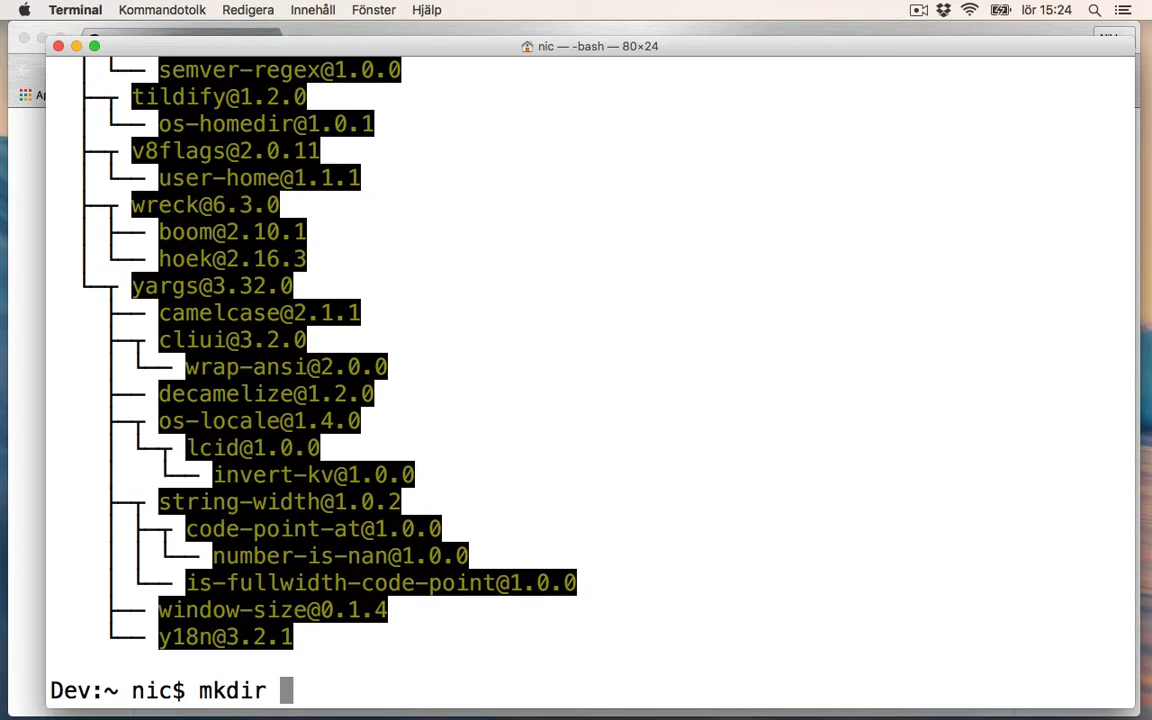 Terminal Kommandotolk Redigera Innehåll Fönster Hjälp lör 15:24
nic — -bash — 80×24
│ └── semver-regex@1.0.0
├─┬ tildify@1.2.0
│ └── os-homedir@1.0.1
├─┬ v8flags@2.0.11
│ └── user-home@1.1.1
├─┬ wreck@6.3.0
│ ├── boom@2.10.1
│ └── hoek@2.16.3
└─┬ yargs@3.32.0
  ├── camelcase@2.1.1
  ├─┬ cliui@3.2.0
  │ └── wrap-ansi@2.0.0
  ├── decamelize@1.2.0
  ├─┬ os-locale@1.4.0
  │ └─┬ lcid@1.0.0
  │   └── invert-kv@1.0.0
  ├─┬ string-width@1.0.2
  │ ├─┬ code-point-at@1.0.0
  │ │ └── number-is-nan@1.0.0
  │ └── is-fullwidth-code-point@1.0.0
  ├── window-size@0.1.4
  └── y18n@3.2.1
Dev:~ nic$ mkdir